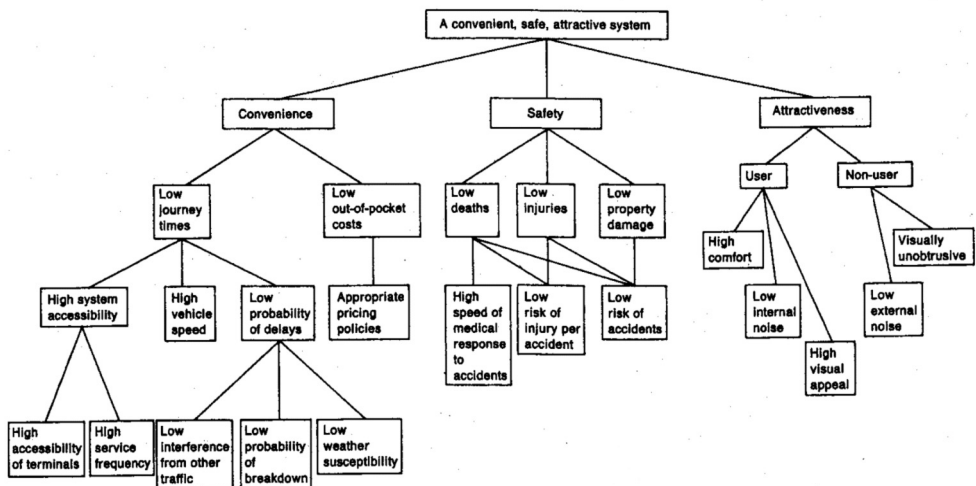 A convenient, safe, attractive system
Convenience
Safety
Attractiveness
Low
journey
times
Low
out-of-pocket
costs
Low
deaths
Low
injuries
Low
property
damage
User
Non-user
High
comfort
Visually
unobtrusive
High system
accessibility
High
vehicle
speed
Low
probability
of delays
Appropriate
pricing
policies
High
speed of
medical
response
to
accidents
Low
risk of
injury per
accident
Low
risk of
accidents
Low
internal
noise
Low
external
noise
High
visual
appeal
High
accessibility
of terminals
High
service
frequency
Low
interference
from other
traffic
Low
probability
of
breakdown
Low
weather
susceptibility